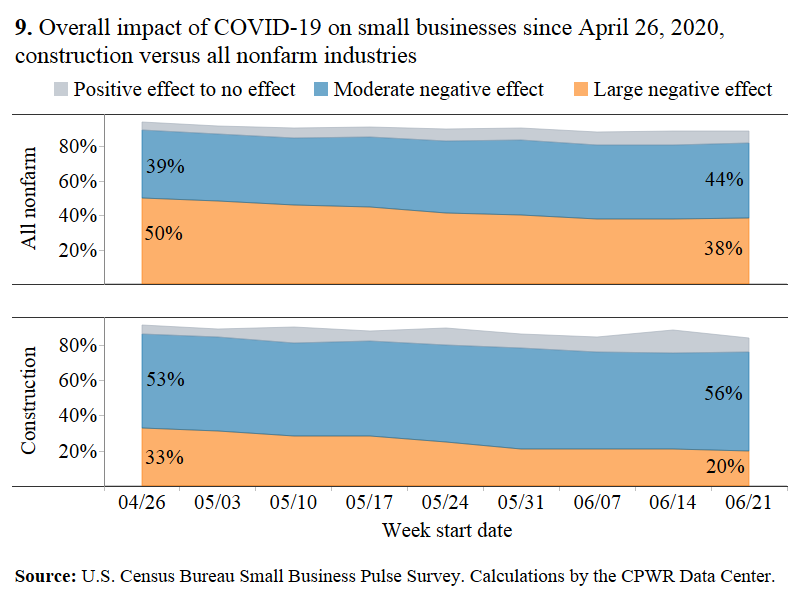 9. Overall impact of COVID-19 on small businesses since April 26, 2020,
construction versus all nonfarm industries
Positive effect to no effect Moderate negative effect Large negative effect
All nonfarm
80%
60%
40%
20%
39%
50%
44%
38%
Construction
80%
60%
40%
20%
53%
33%
56%
20%
04/26 05/03 05/10 05/17 05/24 05/31 06/07 06/14 06/21
Week start date
Source: U.S. Census Bureau Small Business Pulse Survey. Calculations by the CPWR Data Center.